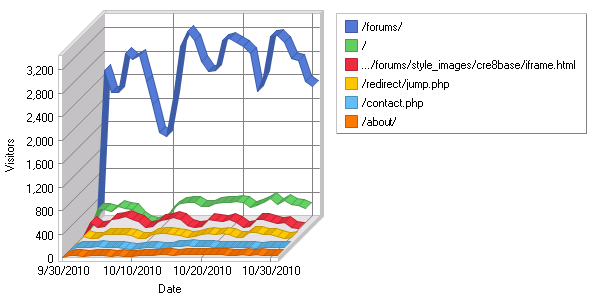 3,200
2,800
2,400
2,000
1,600
1,200
800
400
0
Visitors
9/30/2010
10/10/2010
10/20/2010
10/30/2010
Date
/forums/
/
.../forums/style_images/cre8base/iframe.html
/redirect/jump.php
/contact.php
/about/